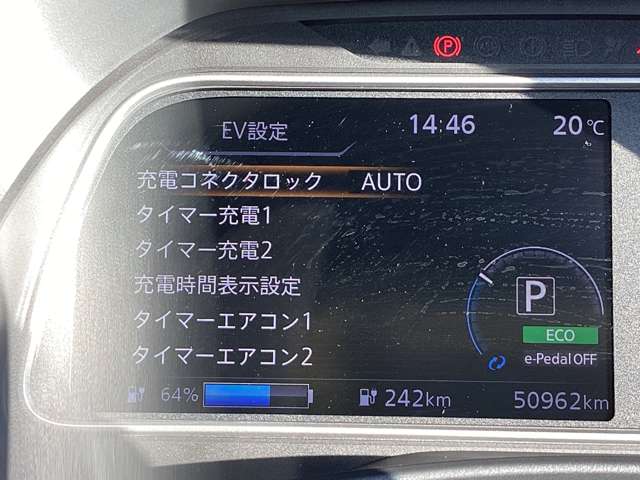 EV設定 14:46 20℃
充電コネクタロック AUTO
タイマー充電1
タイマー充電2
充電時間表示設定
タイマーエアコン1
タイマーエアコン2
P
ECO
e-Pedal OFF
64% 242km 50962km